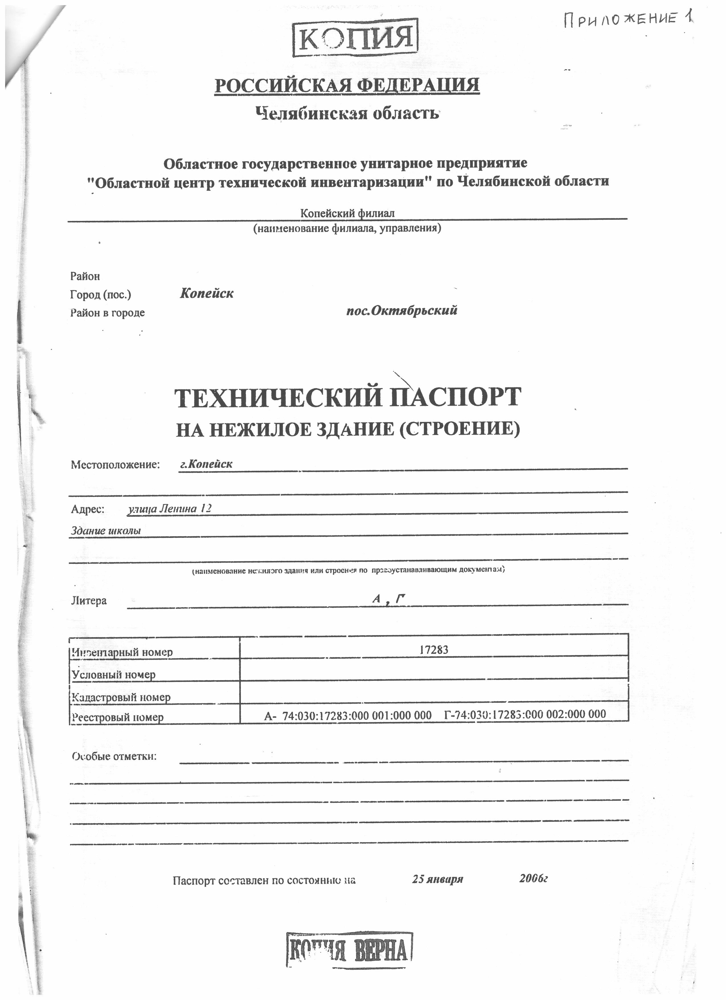 ПРИЛОЖЕНИЕ 1
КОПИЯ
РОССИЙСКАЯ ФЕДЕРАЦИЯ
Челябинская область
Областное государственное унитарное предприятие
"Областной центр технической инвентаризации" по Челябинской области
Копейский филиал
(наименование филиала, управления)
Район
Город (пос.) Копейск
Район в городе пос.Октябрьский
ТЕХНИЧЕСКИЙ ПАСПОРТ
НА НЕЖИЛОЕ ЗДАНИЕ (СТРОЕНИЕ)
Местоположение: г.Копейск
Адрес: улица Ленина 12
Здание школы
(наименование нежилого здания или строения по правоустанавливающим документам)
Литера А , Г
Инвентарный номер 17283
Условный номер
Кадастровый номер
Реестровый номер А- 74:030:17283:000 001:000 000 Г-74:030:17283:000 002:000 000
Особые отметки:
Паспорт составлен по состоянию на 25 января 2006г
КОПИЯ ВЕРНА